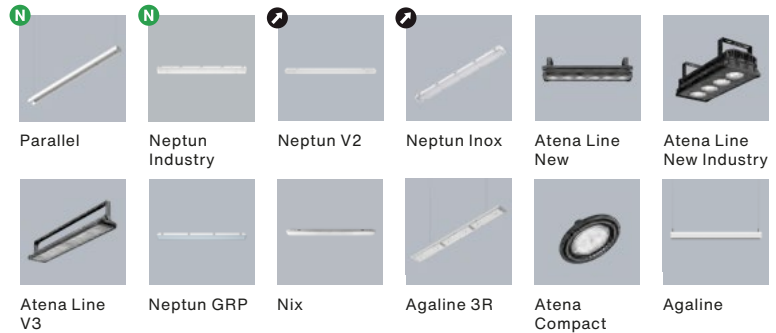 N
N
Parallel
Neptun
Industry
Neptun V2
Neptun Inox
Atena Line
New
Atena Line
New Industry
Atena Line
V3
Neptun GRP
Nix
Agaline 3R
Atena
Compact
Agaline